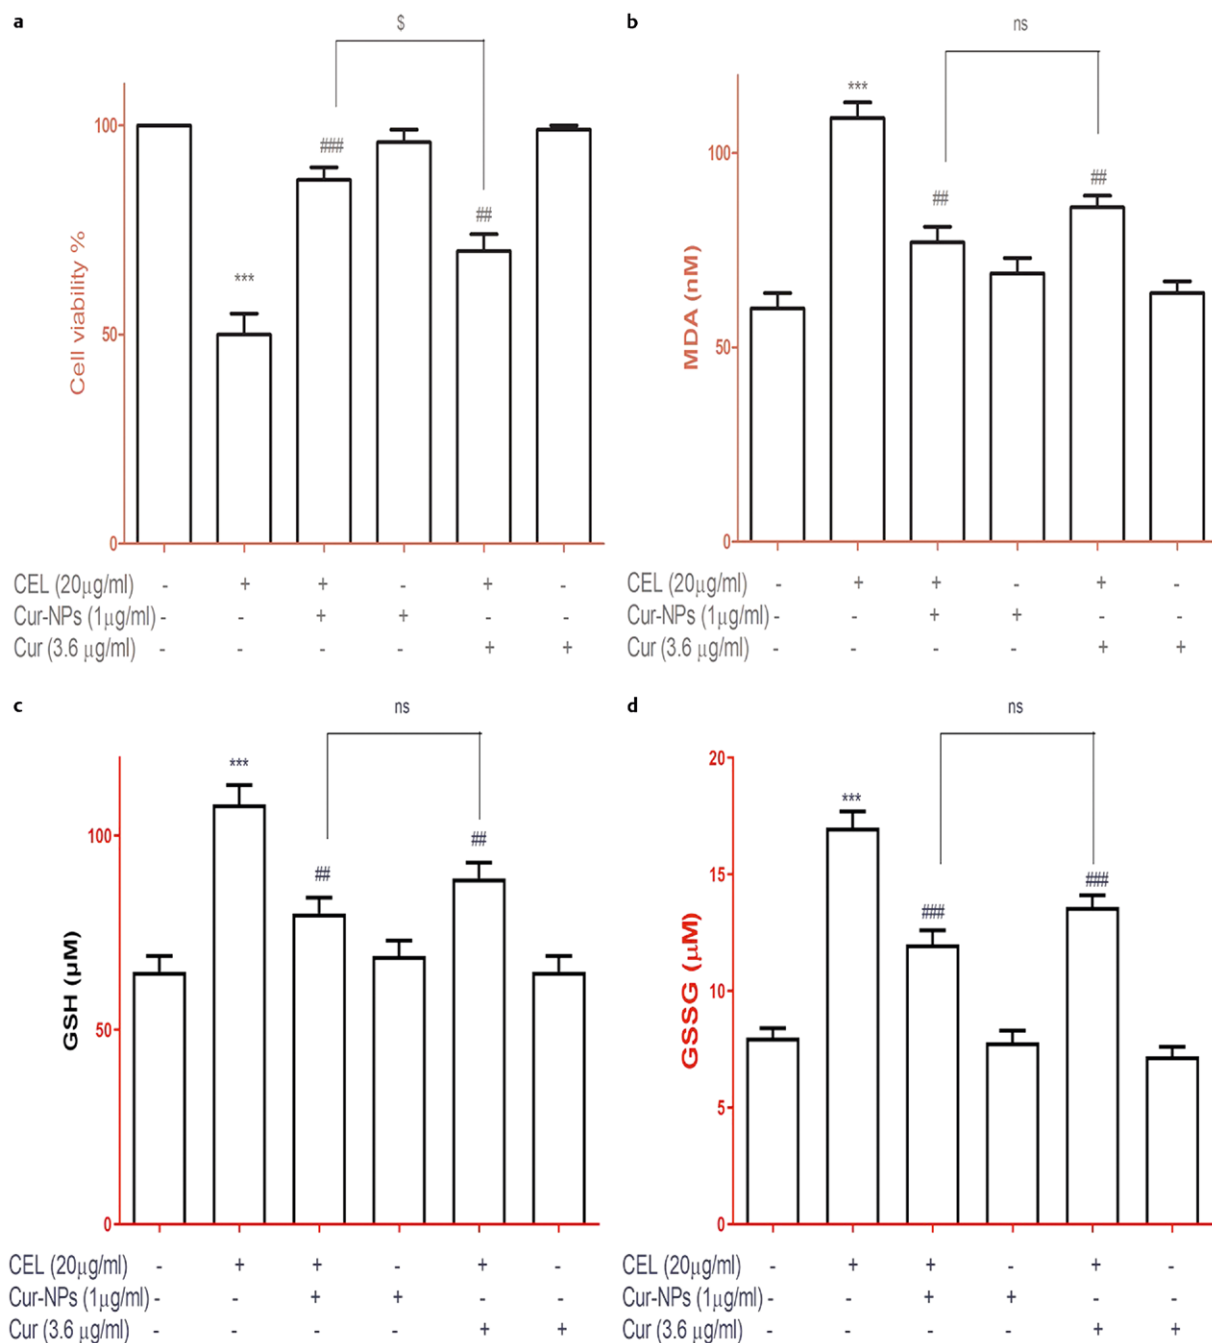 a
$
100
###
##
***
50
0
Cell viability %
CEL (20μg/ml) - + + - + -
Cur-NPs (1μg/ml) - - + + - -
Cur (3.6 μg/ml) - - - - + +
b
ns
***
100
##
##
50
0
MDA (nM)
CEL (20μg/ml) - + + - + -
Cur-NPs (1μg/ml) - - + + - -
Cur (3.6 μg/ml) - - - - + +
c
ns
***
100
##
##
50
0
GSH (μM)
CEL (20μg/ml) - + + - + -
Cur-NPs (1μg/ml) - - + + - -
Cur (3.6 μg/ml) - - - - + +
d
ns
20
***
15
###
###
10
5
0
GSSG (μM)
CEL (20μg/ml) - + + - + -
Cur-NPs (1μg/ml) - - + + - -
Cur (3.6 μg/ml) - - - - + +